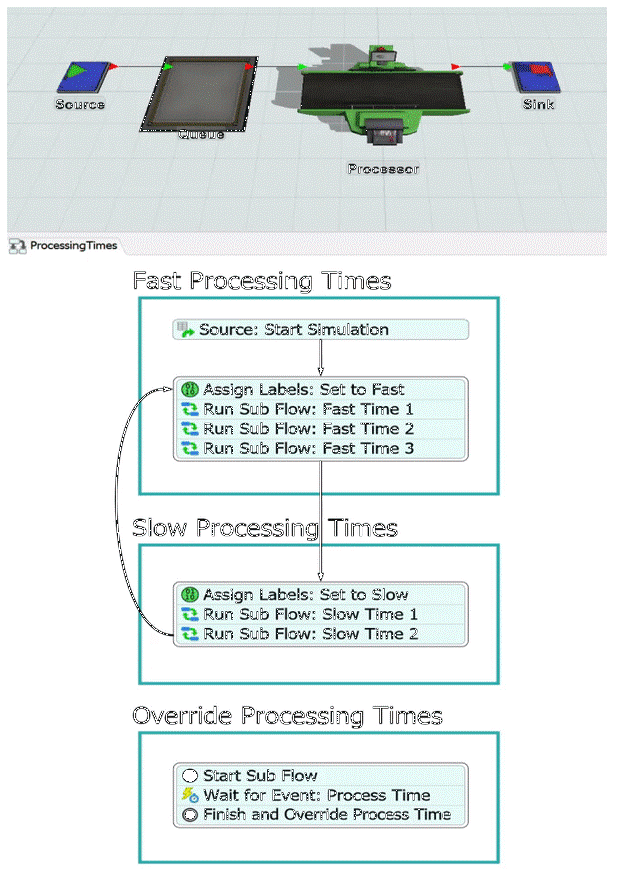 Source
Queue
Processor
Sink
ProcessingTimes
Fast Processing Times
Source: Start Simulation
Assign Labels: Set to Fast
Run Sub Flow: Fast Time 1
Run Sub Flow: Fast Time 2
Run Sub Flow: Fast Time 3
Slow Processing Times
Assign Labels: Set to Slow
Run Sub Flow: Slow Time 1
Run Sub Flow: Slow Time 2
Override Processing Times
Start Sub Flow
Wait for Event: Process Time
Finish and Override Process Time